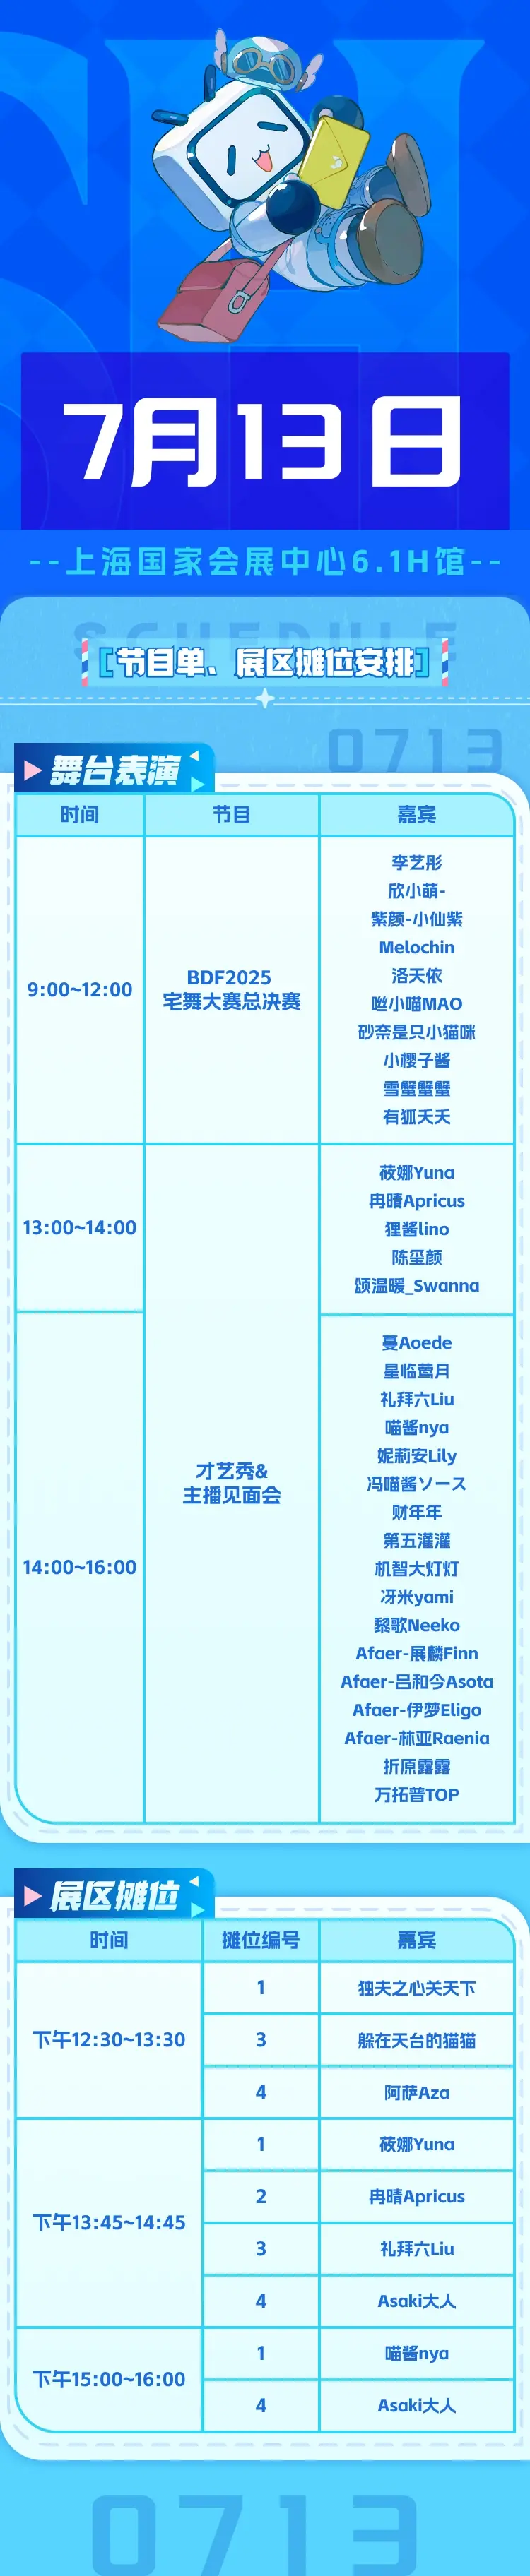 7月13日
--上海国家会展中心6.1H馆--
SCHEDULE
[节目单、展区摊位安排]
0713
舞台表演
时间 节目 嘉宾
9:00~12:00
BDF2025
宅舞大赛总决赛
李艺彤
欣小萌-
紫颜-小仙紫
Melochin
洛天依
咝小喵MAO
砂奈是只小猫咪
小樱子酱
雪蟹蟹蟹
有狐夭夭
13:00~14:00
莜娜Yuna
冉晴Apricus
狸酱lino
陈玺颜
颂温暖_Swanna
才艺秀&
主播见面会
14:00~16:00
蔓Aoede
星临莺月
礼拜六Liu
喵酱nya
妮莉安Lily
冯喵酱ソース
财年年
第五灌灌
机智大灯灯
冴米yami
黎歌Neeko
Afaer-展麟Finn
Afaer-吕和今Asota
Afaer-伊梦Eligo
Afaer-菻亚Raenia
折原露露
万拓普TOP
展区摊位
时间 摊位编号 嘉宾
下午12:30~13:30
1 独夫之心关天下
3 躲在天台的猫猫
4 阿萨Aza
下午13:45~14:45
1 莜娜Yuna
2 冉晴Apricus
3 礼拜六Liu
4 Asaki大人
下午15:00~16:00
1 喵酱nya
4 Asaki大人
0713